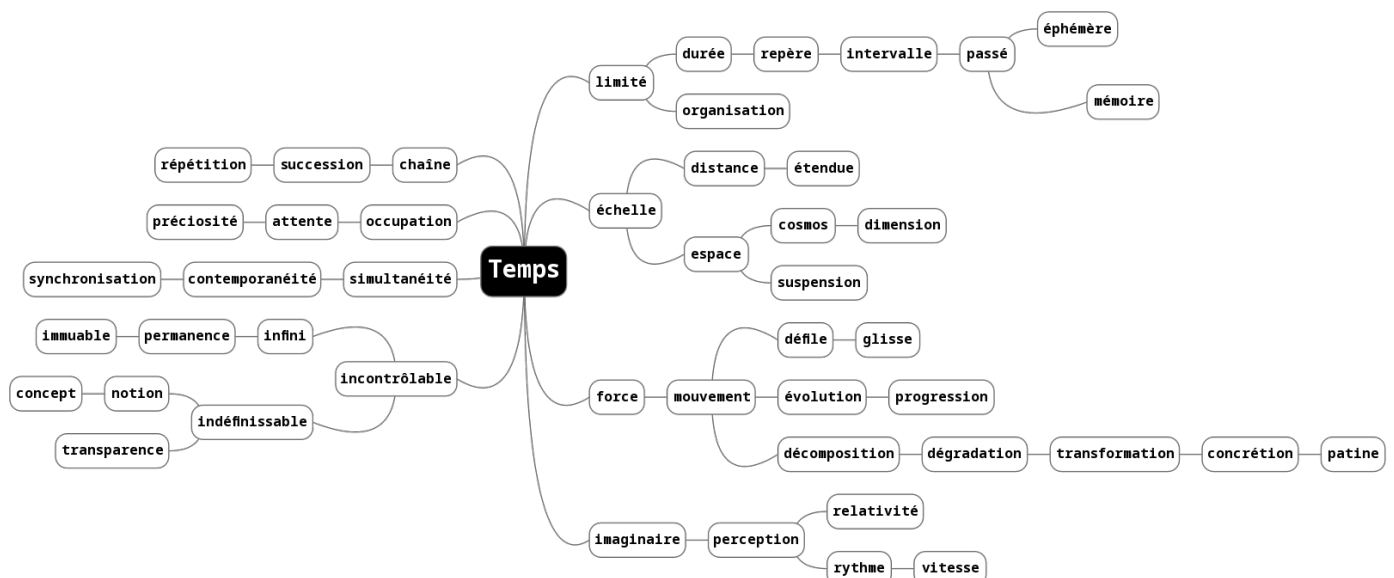 Temps
limité
durée
repère
intervalle
passé
éphémère
mémoire
organisation
échelle
distance
étendue
espace
cosmos
dimension
suspension
force
mouvement
défile
glisse
évolution
progression
décomposition
dégradation
transformation
concrétion
patine
imaginaire
perception
relativité
rythme
vitesse
chaîne
succession
répétition
occupation
attente
préciosité
simultanéité
contemporanéité
synchronisation
incontrôlable
infini
permanence
immuable
indéfinissable
notion
concept
transparence